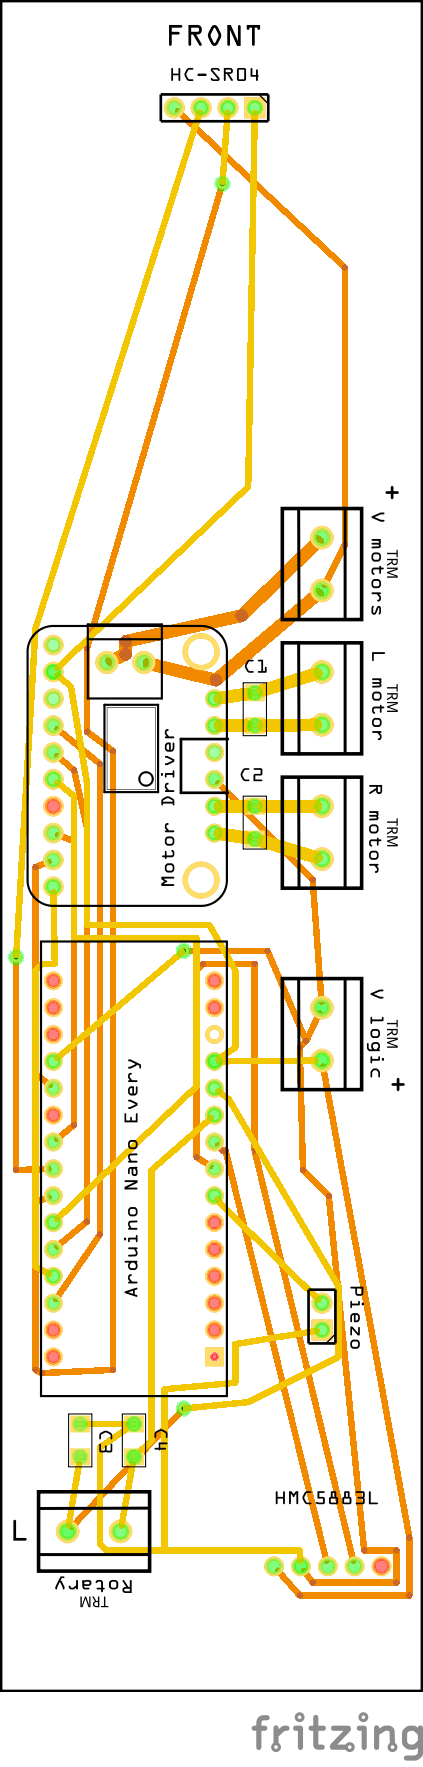 FRONT
HC-SR04
+
V motors
TRM
C1
L motor
TRM
Motor Driver
C2
R motor
TRM
V logic
TRM
+
Arduino Nano Every
Piezo
C3
C4
HMC5883L
L
Rotary
TRM
fritzing